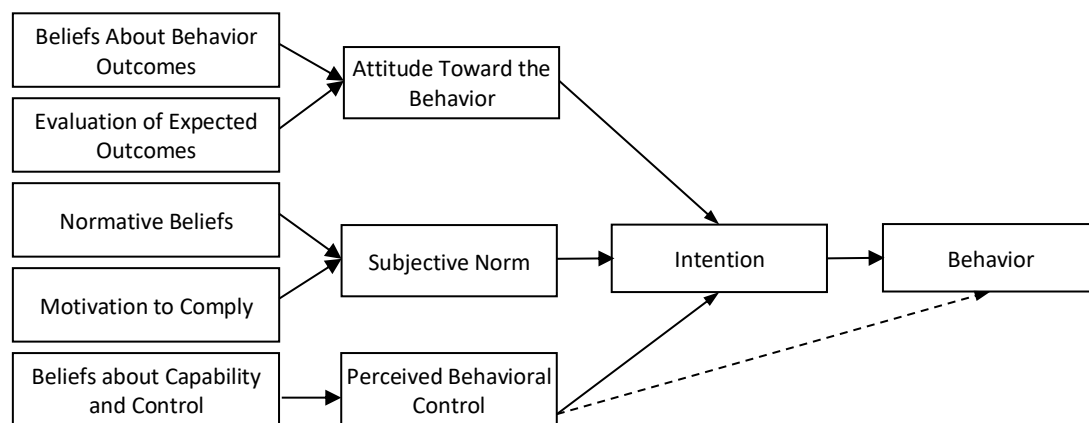 Beliefs About Behavior
Outcomes
Attitude Toward the
Behavior
Evaluation of Expected
Outcomes
Normative Beliefs
Subjective Norm
Intention
Behavior
Motivation to Comply
Beliefs about Capability
and Control
Perceived Behavioral
Control